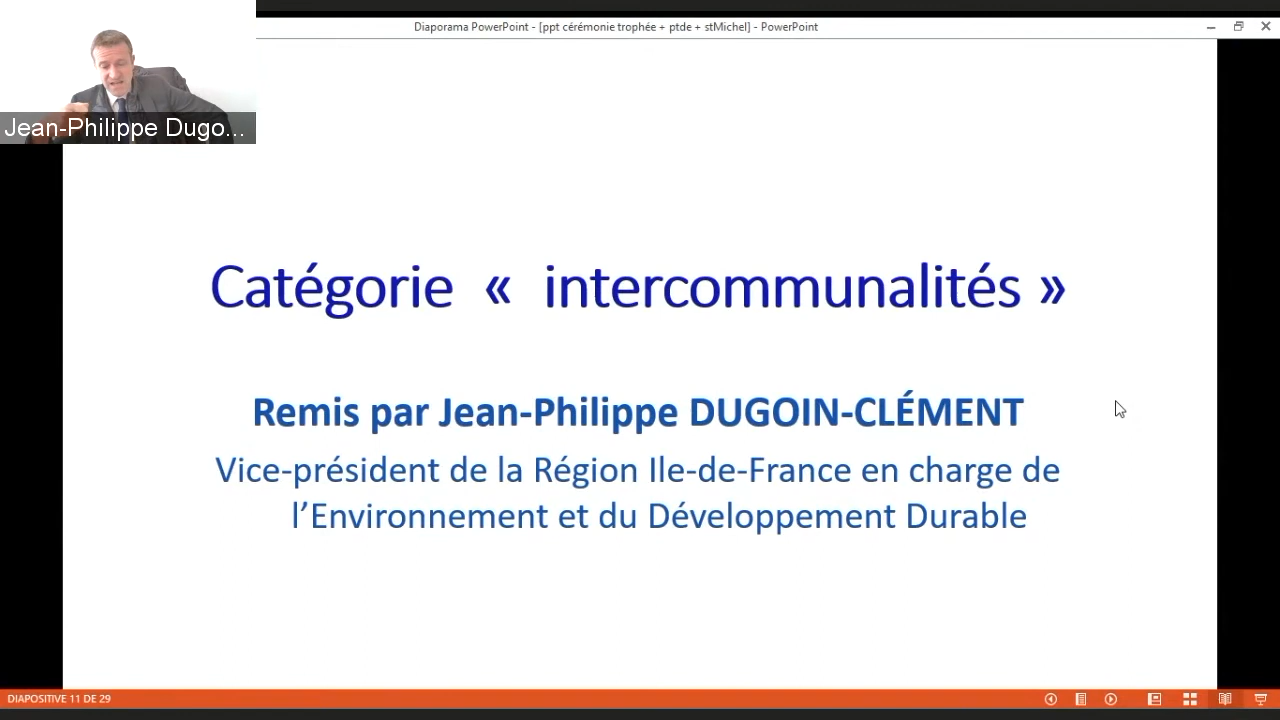 Diaporama PowerPoint - [ppt cérémonie trophée + ptde + stMichel] - PowerPoint
Jean-Philippe Dugo...
Catégorie « intercommunalités »
Remis par Jean-Philippe DUGOIN-CLÉMENT
Vice-président de la Région Ile-de-France en charge de
l’Environnement et du Développement Durable
DIAPOSITIVE 11 DE 29